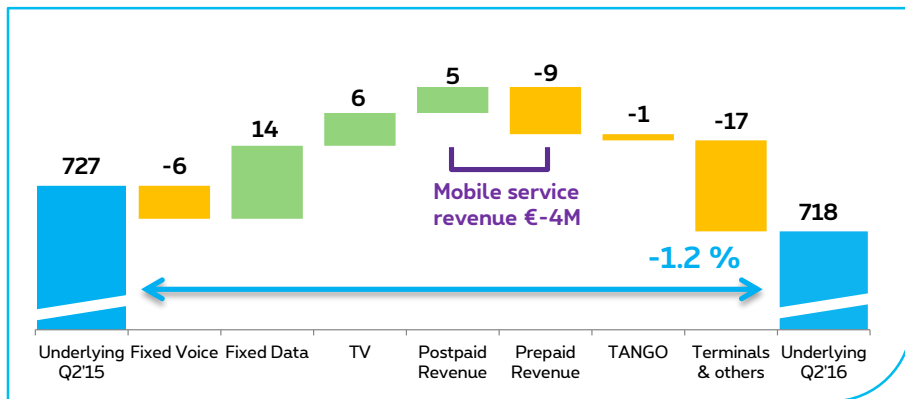 727
-6
14
6
5
-9
-1
-17
718
Mobile service
revenue €-4M
-1.2 %
Underlying
Q2'15
Fixed Voice
Fixed Data
TV
Postpaid
Revenue
Prepaid
Revenue
TANGO
Terminals
& others
Underlying
Q2'16